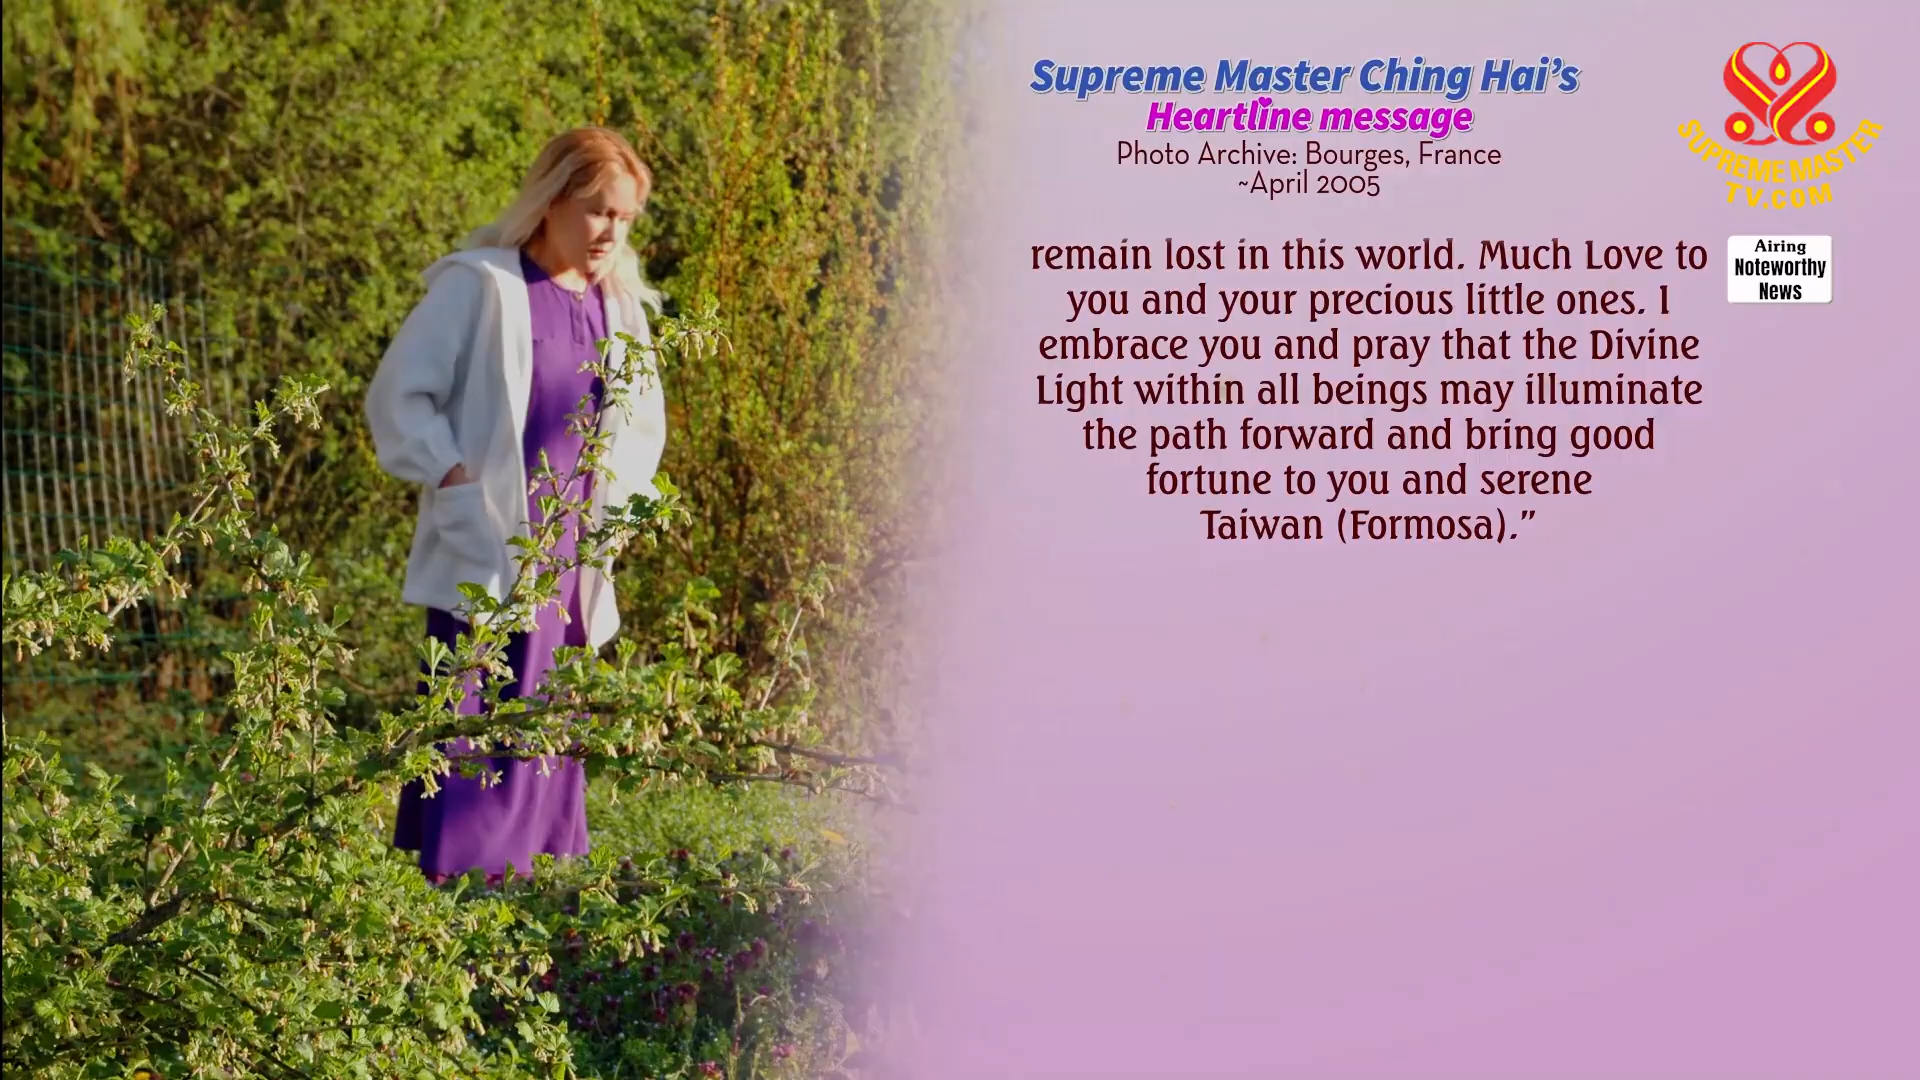 Supreme Master Ching Hai's
Heartline message
Photo Archive: Bourges, France
~April 2005
SUPREME MASTER
TV.COM
Airing
Noteworthy
News
remain lost in this world. Much Love to
you and your precious little ones. I
embrace you and pray that the Divine
Light within all beings may illuminate
the path forward and bring good
fortune to you and serene
Taiwan (Formosa).”